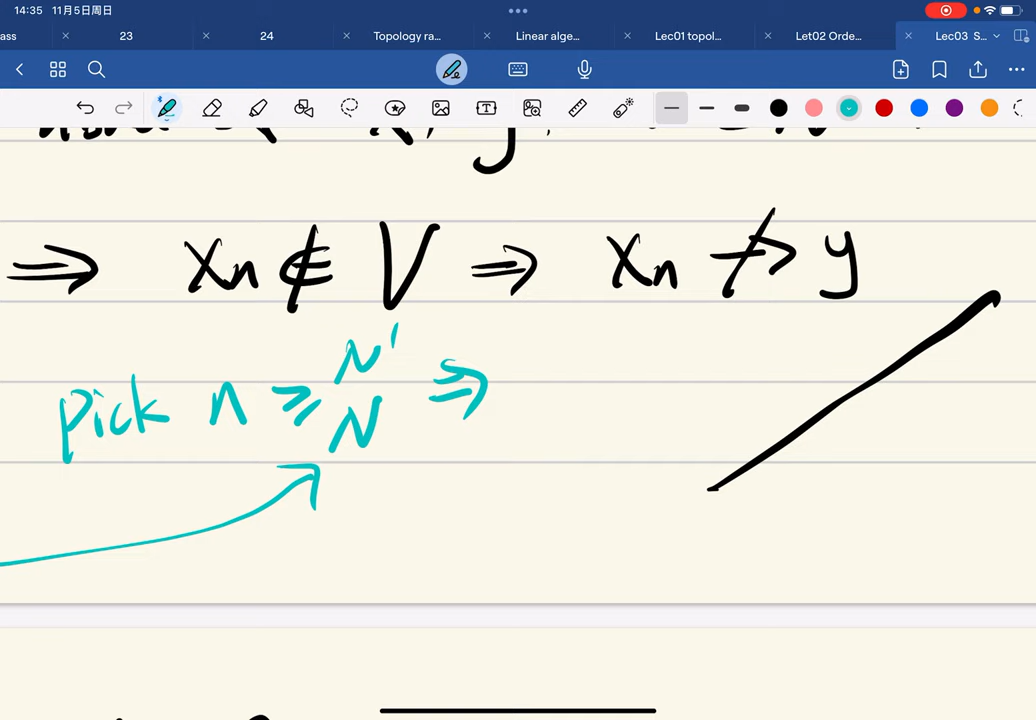 14:35 11月5日周日
ass 23 24 Topology ra... Linear alge... Lec01 topol... Let02 Orde... Lec03 S...
⇒ xn ∉ V ⇒ xn ↛ y
N'
pick n ≥ N ⇒